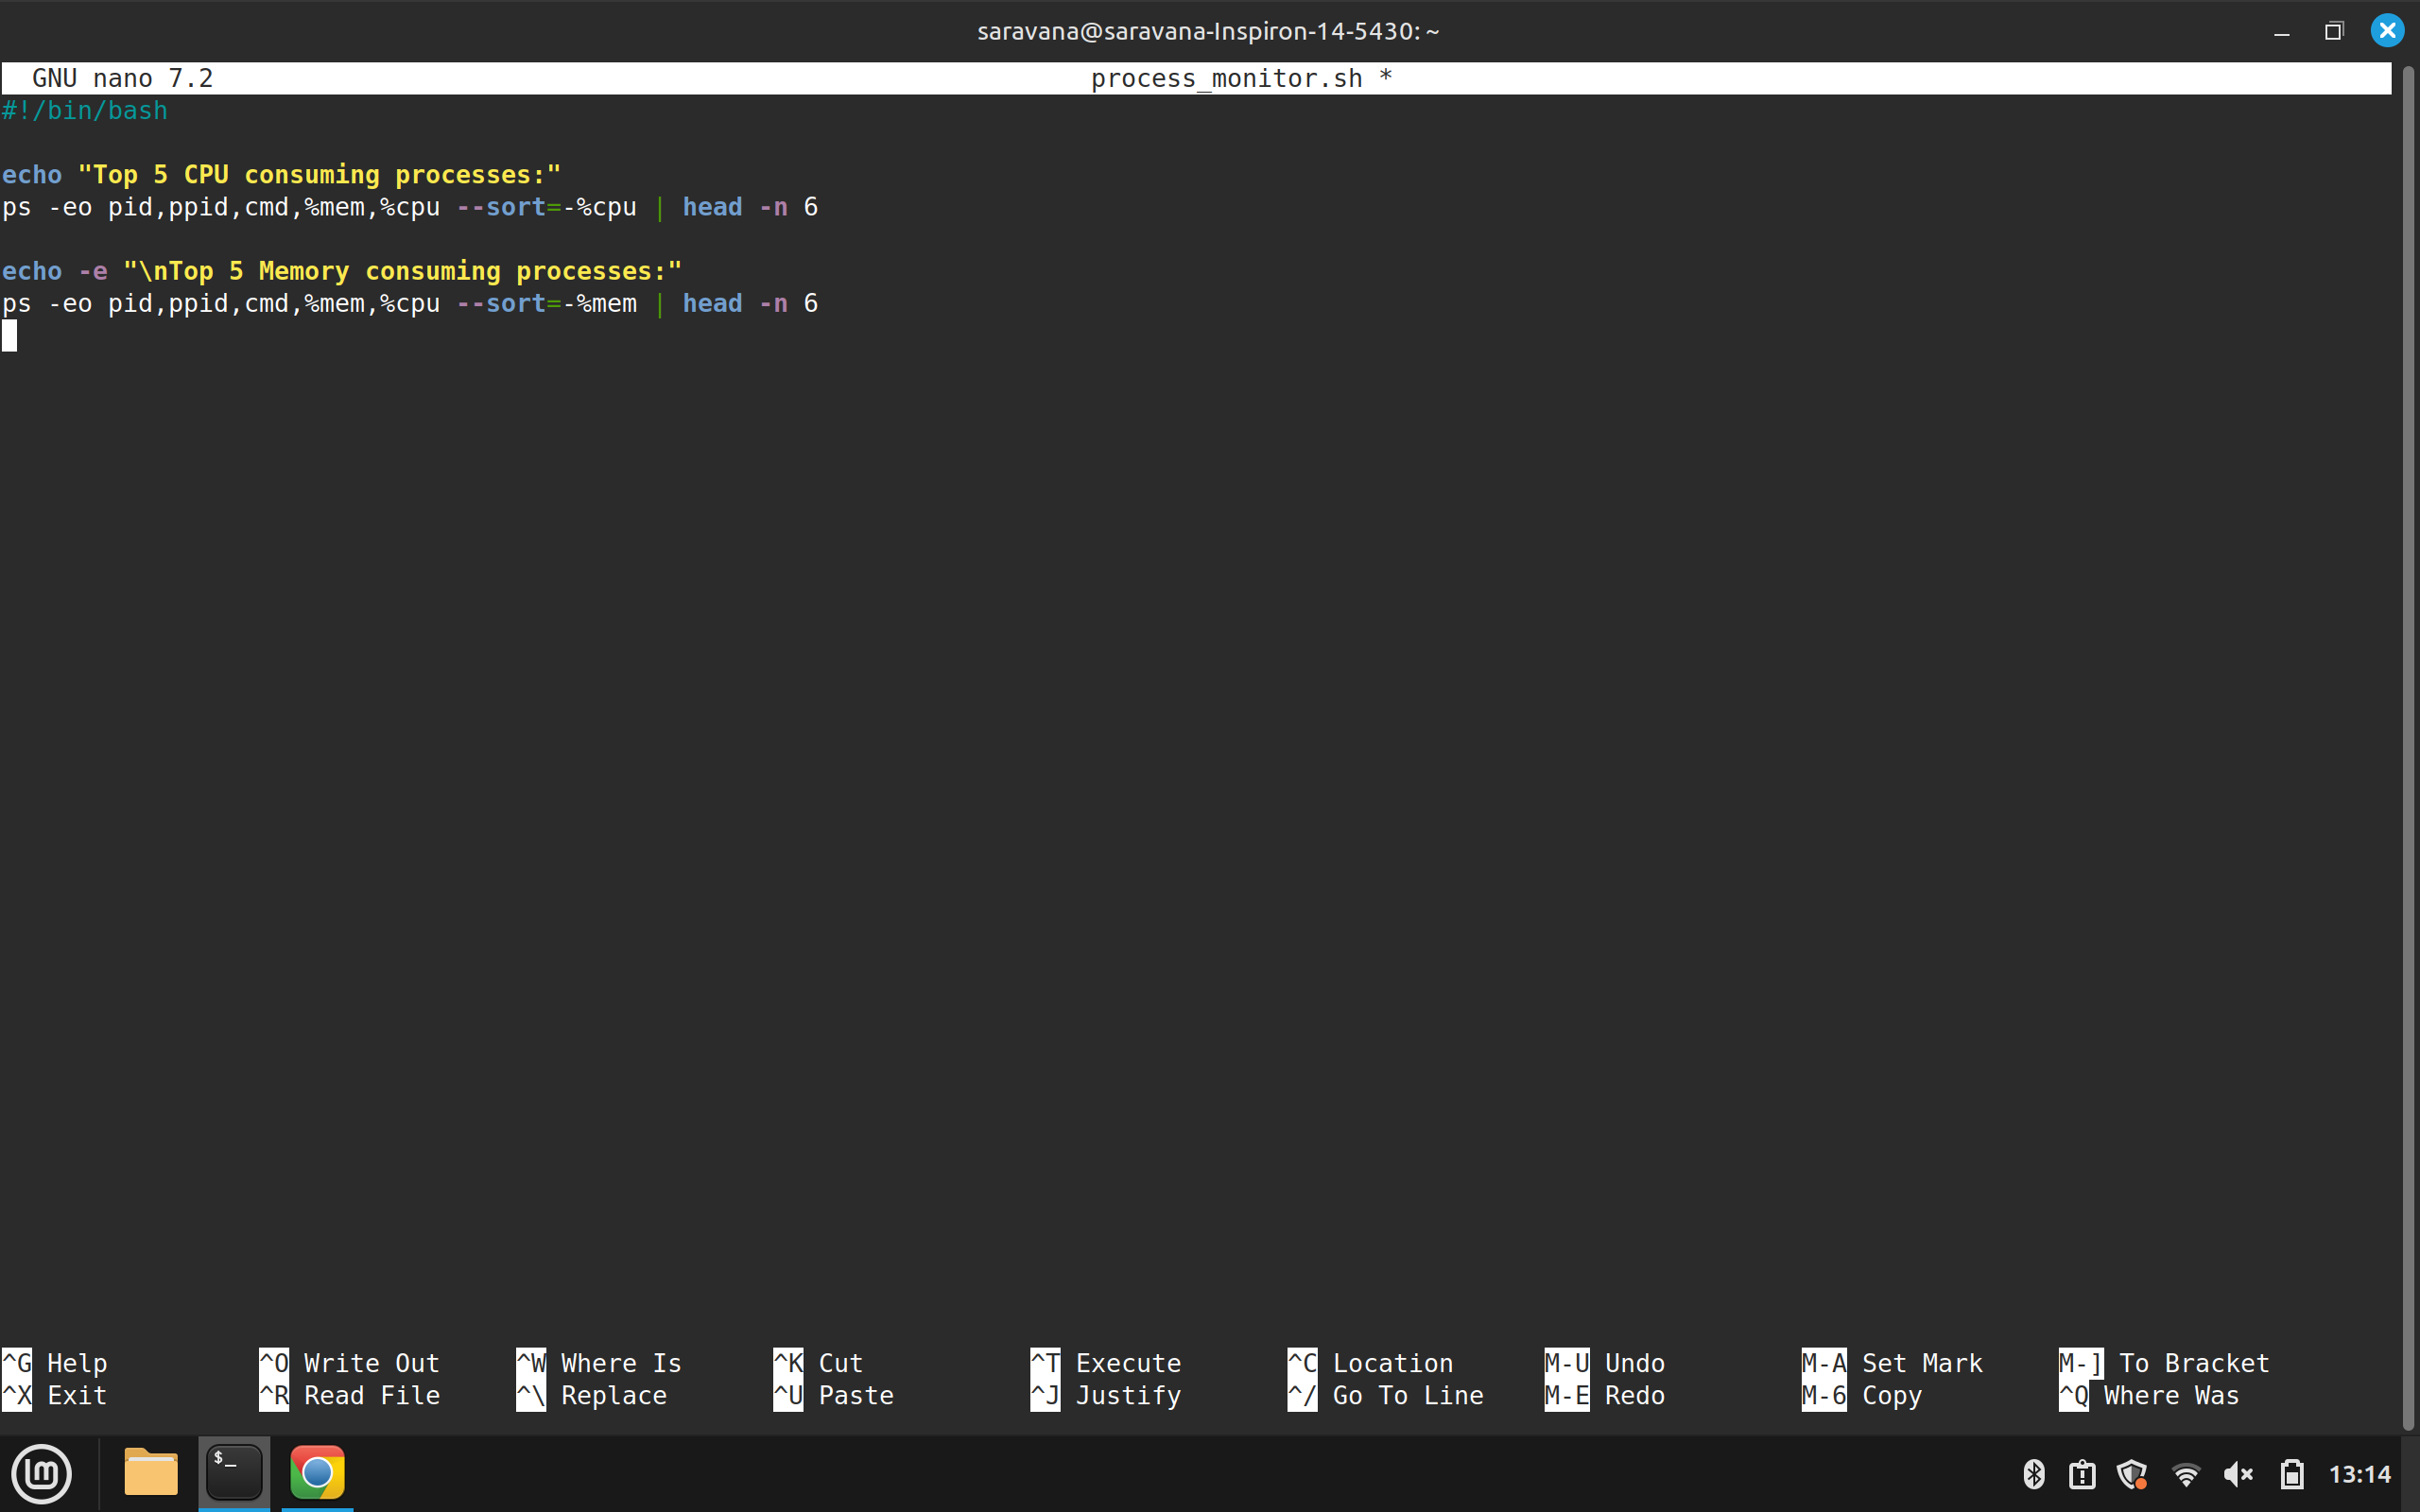 saravana@saravana-Inspiron-14-5430: ~
GNU nano 7.2 process_monitor.sh *
#!/bin/bash
echo "Top 5 CPU consuming processes:"
ps -eo pid,ppid,cmd,%mem,%cpu --sort=-%cpu | head -n 6
echo -e "\nTop 5 Memory consuming processes:"
ps -eo pid,ppid,cmd,%mem,%cpu --sort=-%mem | head -n 6
^G Help ^O Write Out ^W Where Is ^K Cut ^T Execute ^C Location M-U Undo M-A Set Mark M-] To Bracket
^X Exit ^R Read File ^\ Replace ^U Paste ^J Justify ^/ Go To Line M-E Redo M-6 Copy ^Q Where Was
$_
13:14